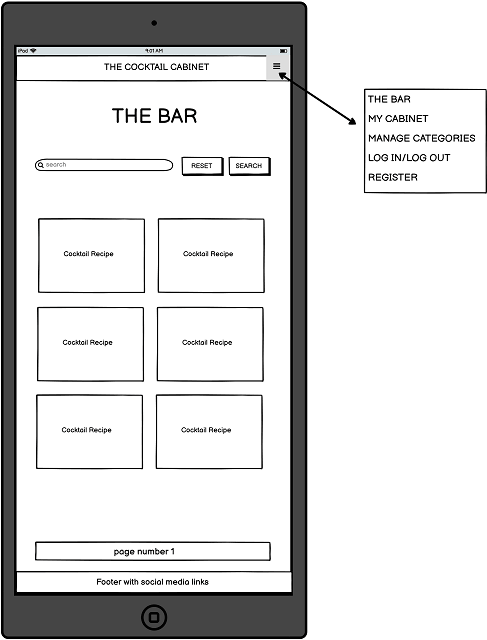 iPod 9:01 AM
THE COCKTAIL CABINET
THE BAR
search RESET SEARCH
Cocktail Recipe Cocktail Recipe
Cocktail Recipe Cocktail Recipe
Cocktail Recipe Cocktail Recipe
page number 1
Footer with social media links
THE BAR
MY CABINET
MANAGE CATEGORIES
LOG IN/LOG OUT
REGISTER